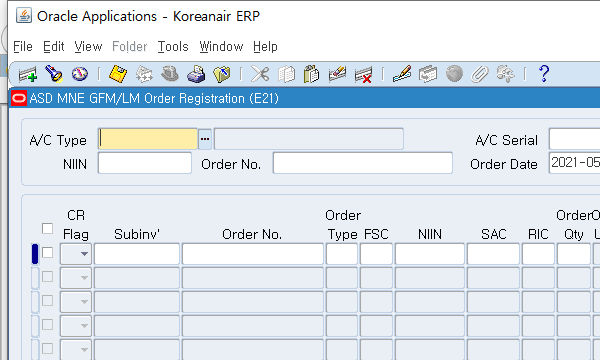 Oracle Applications - Koreanair ERP
File Edit View Folder Tools Window Help
ASD MNE GFM/LM Order Registration (E21)
A/C Type ... A/C Serial
NIIN Order No. Order Date 2021-05
CR Order Order O
Flag Subinv' Order No. Type FSC NIIN SAC RIC Qty L